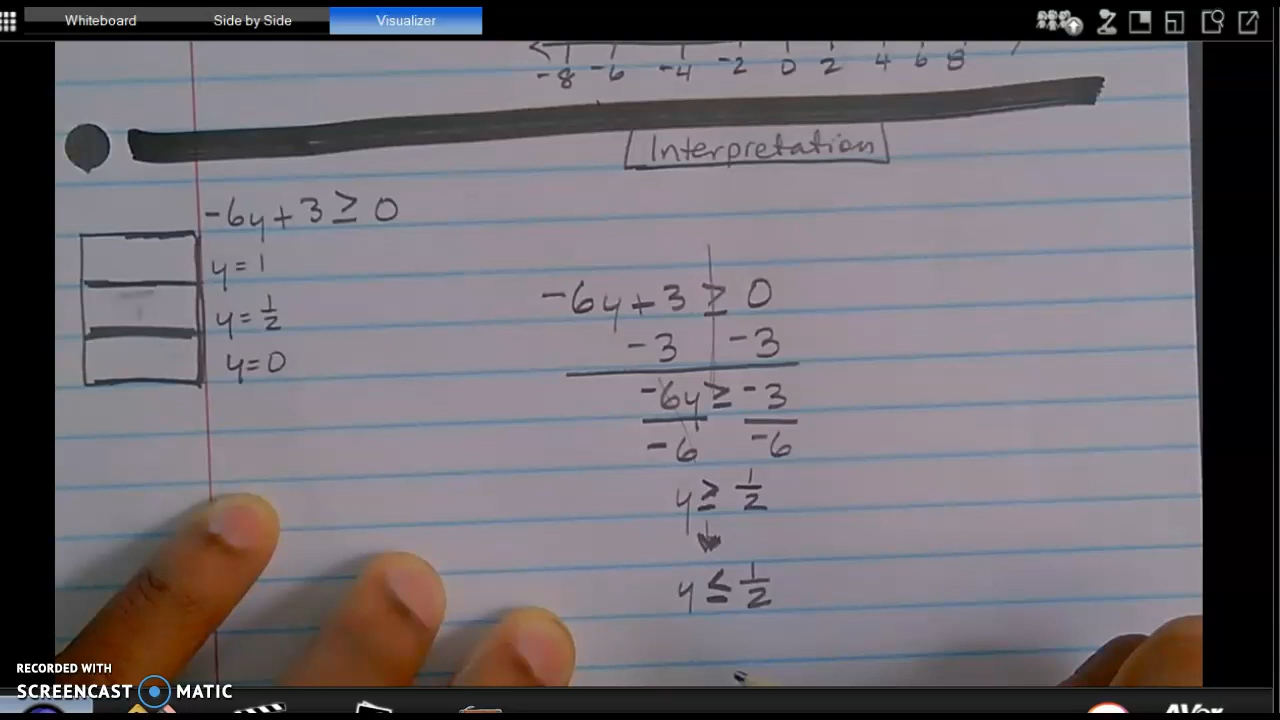 Whiteboard Side by Side Visualizer
-8 -6 -4 -2 0 2 4 6 8
Interpretation
-6y+3 ≥ 0
y = 1
y = 1/2
y=0
-6y+3 ≥ 0
-3 -3
-6y ≥ -3
-6 -6
y ≥ 1/2
y ≤ 1/2
RECORDED WITH
SCREENCAST MATIC